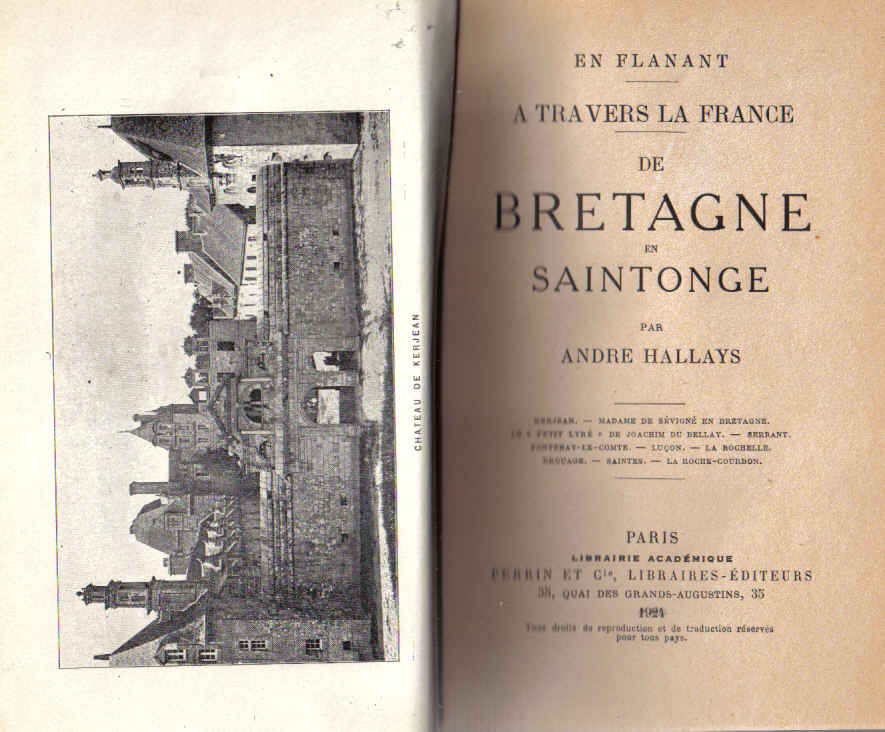 CHATEAU DE KERJEAN
EN FLANANT
A TRAVERS LA FRANCE
DE
BRETAGNE
EN
SAINTONGE
PAR
ANDRE HALLAYS
KERJEAN. — MADAME DE SÉVIGNÉ EN BRETAGNE.
LE « PETIT LYRÉ » DE JOACHIM DU BELLAY. — SERRANT.
FONTENAY-LE-COMTE. — LUÇON. — LA ROCHELLE.
BROUAGE. — SAINTES. — LA ROCHE-COURBON.
PARIS
LIBRAIRIE ACADÉMIQUE
PERRIN ET Cie, LIBRAIRES-ÉDITEURS
35, QUAI DES GRANDS-AUGUSTINS, 35
1921
Tous droits de reproduction et de traduction réservés
pour tous pays.